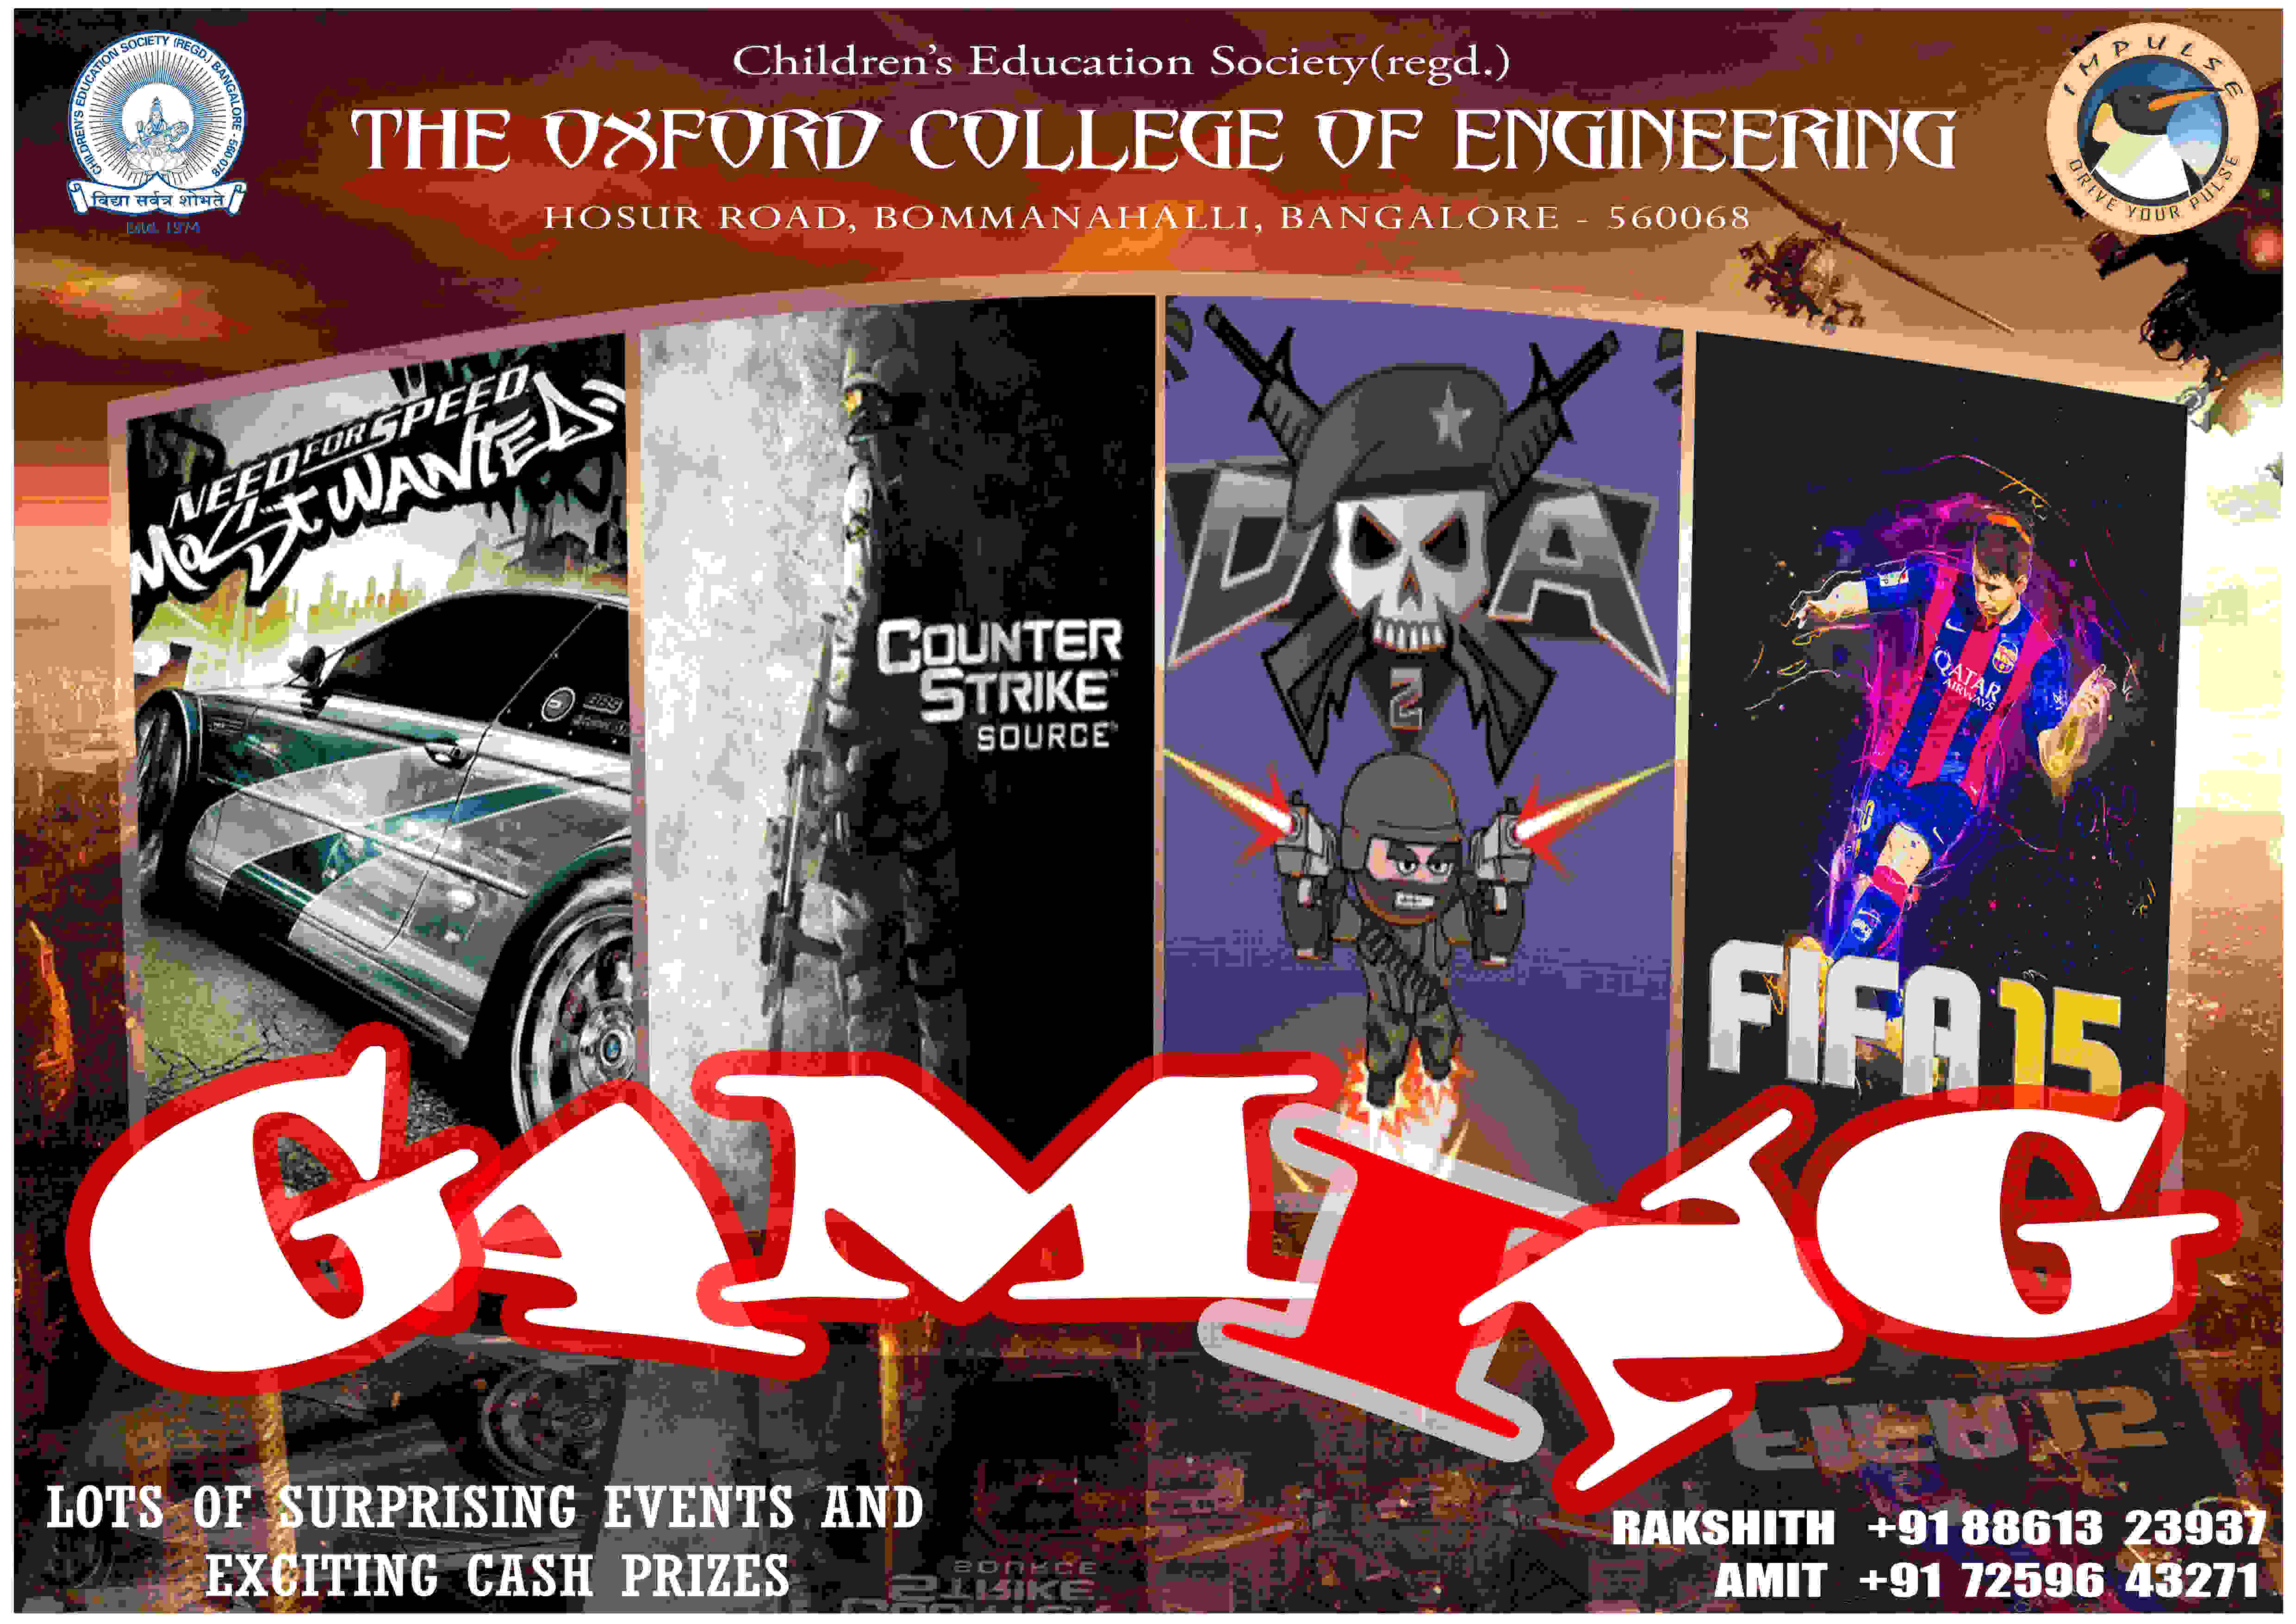 CHILDREN'S EDUCATION SOCIETY (REGD.) BANGALORE - 560 078
विद्या सर्वत्र शोभते
Estd. 1974
Children's Education Society(regd.)
THE OXFORD COLLEGE OF ENGINEERING
HOSUR ROAD, BOMMANAHALLI, BANGALORE - 560068
IMPULSE
DRIVE YOUR PULSE
NEED FOR SPEED
MOST WANTED
COUNTER
STRIKE
SOURCE
D A
2
QATAR
AIRWAYS
FIFA 15
GAMING
LOTS OF SURPRISING EVENTS AND
EXCITING CASH PRIZES
RAKSHITH +91 88613 23937
AMIT +91 72596 43271